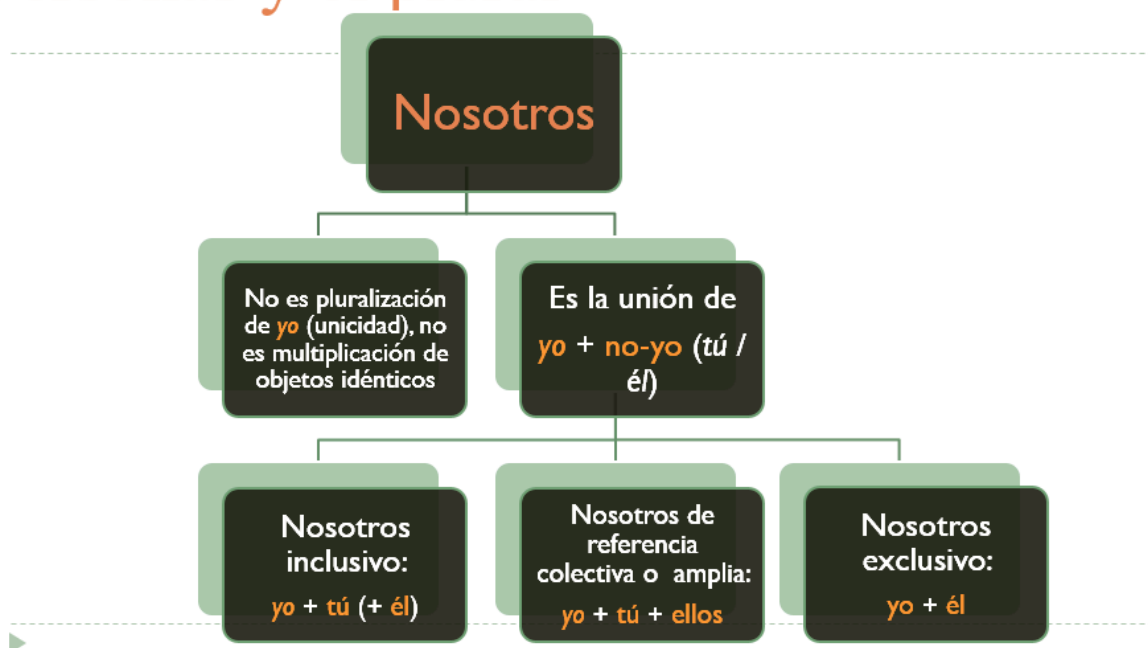 Nosotros
No es pluralización
de yo (unicidad), no
es multiplicación de
objetos idénticos
Es la unión de
yo + no-yo (tú /
él)
Nosotros
inclusivo:
yo + tú (+ él)
Nosotros de
referencia
colectiva o amplia:
yo + tú + ellos
Nosotros
exclusivo:
yo + él